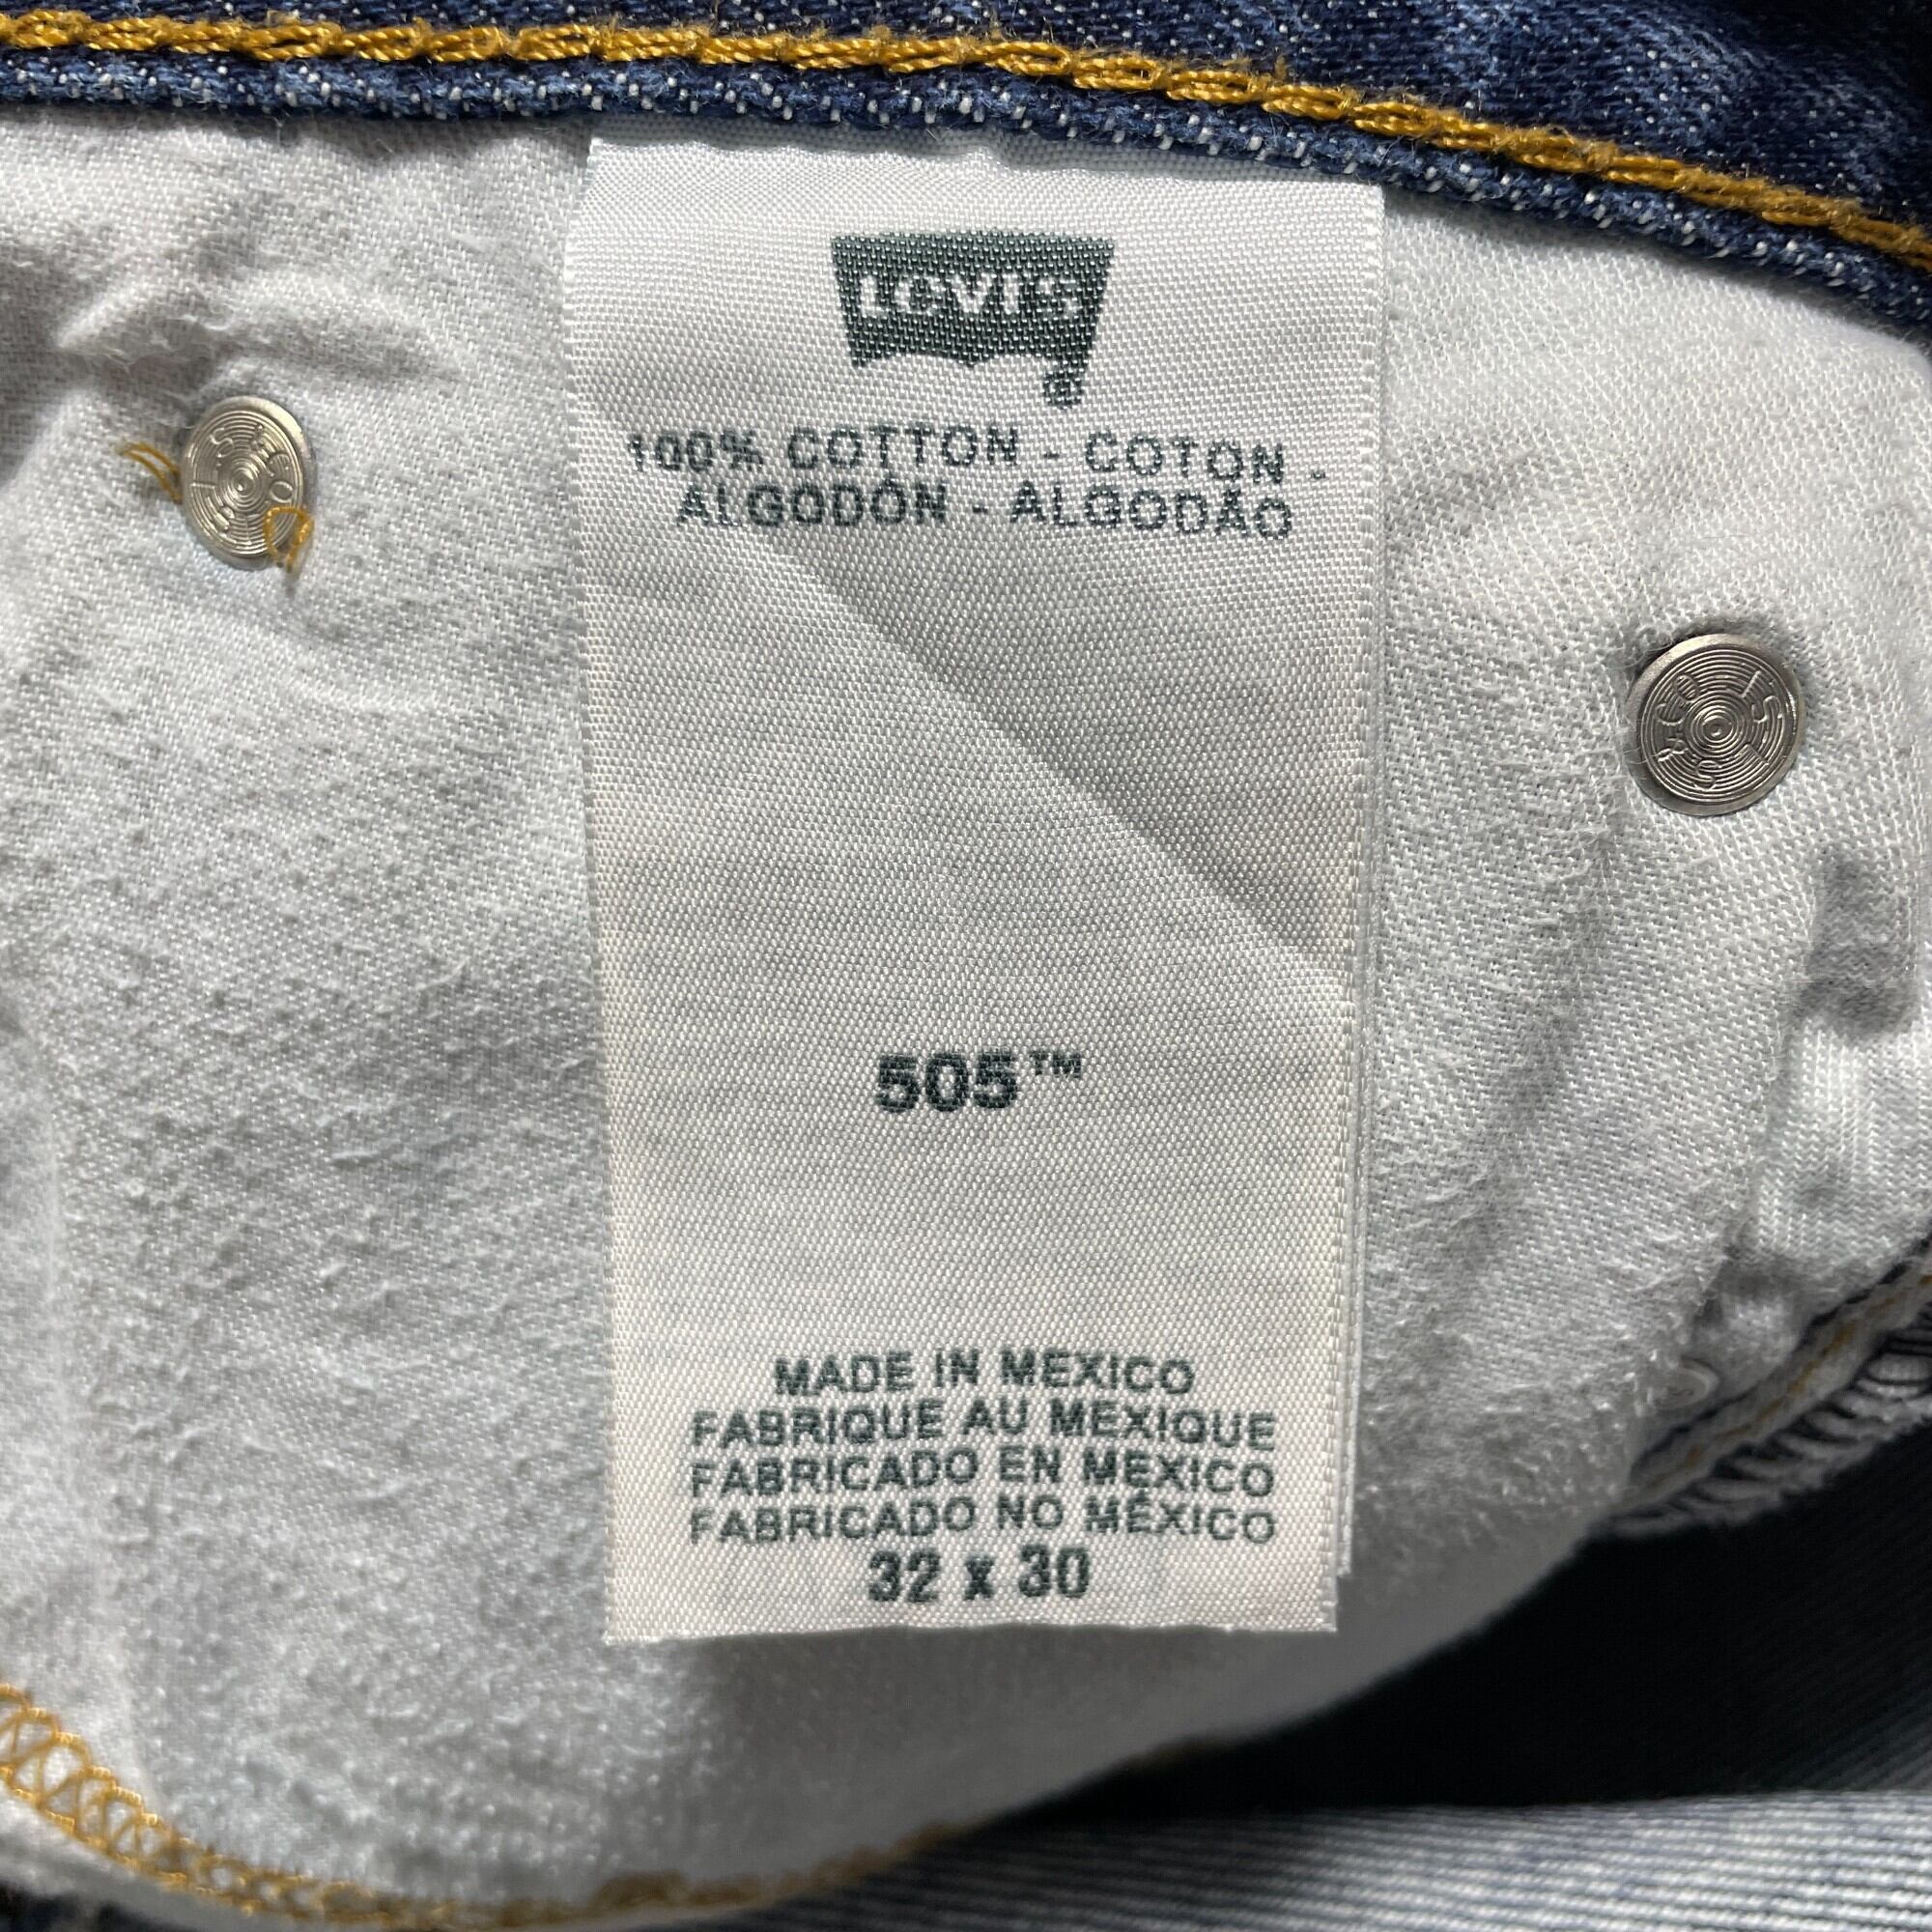 LEVI'S
®
100% COTTON - COTON -
ALGODÓN - ALGODÃO
505™
MADE IN MEXICO
FABRIQUE AU MEXIQUE
FABRICADO EN MÉXICO
FABRICADO NO MÉXICO
32 x 30